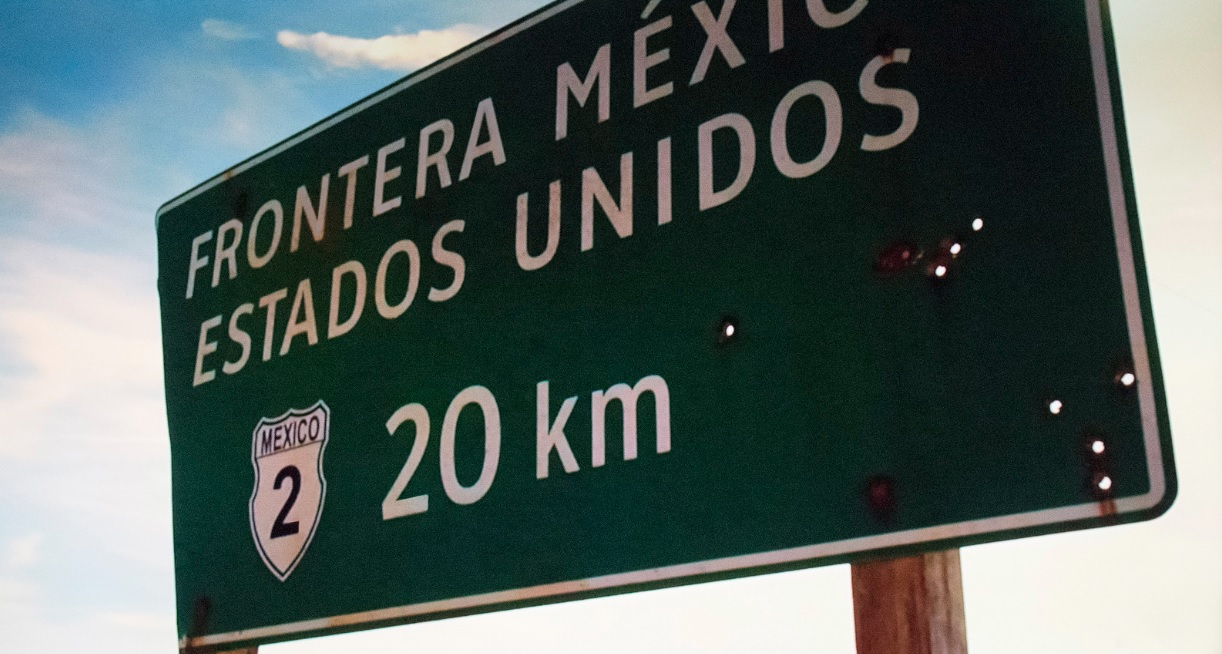 FRONTERA MÉXIC
ESTADOS UNIDOS
MEXICO
2
20 km